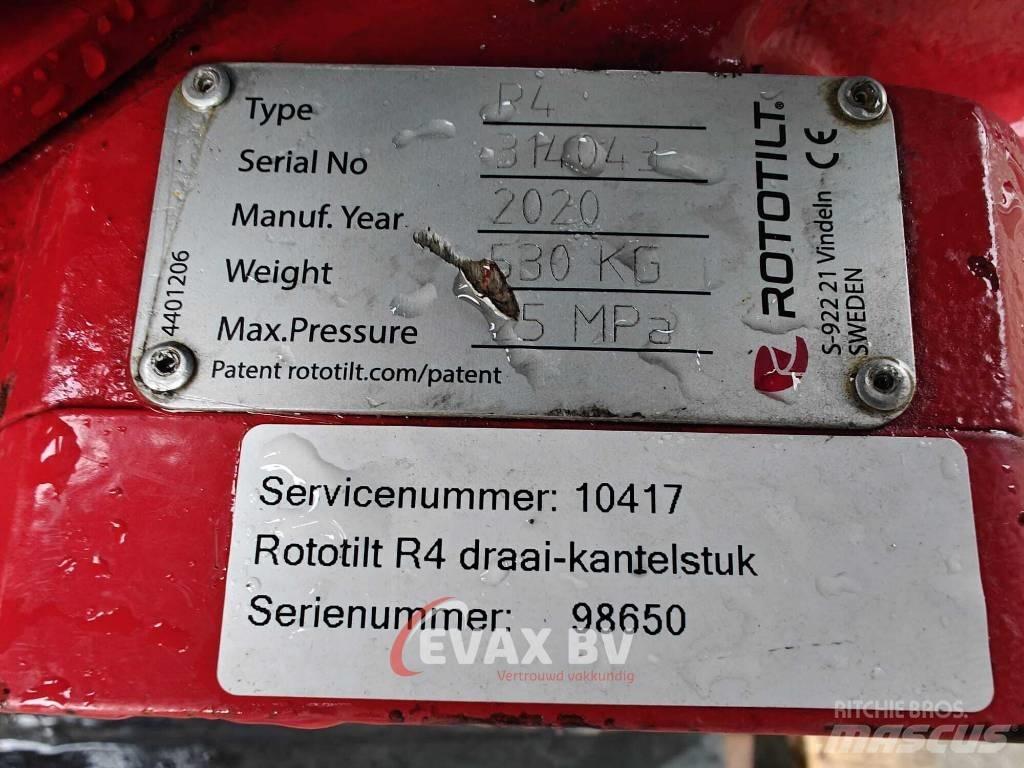 Type R4
Serial No 314043
Manuf. Year 2020
Weight 530 KG
Max.Pressure 5 MPa
Patent rototilt.com/patent
4401206
ROTOTILT®
S-922 21 Vindeln CE
SWEDEN
Servicenummer: 10417
Rototilt R4 draai-kantelstuk
Serienummer: 98650
EVAX BV
Vertrouwd vakkundig
RITCHIE BROS.
MASCUS